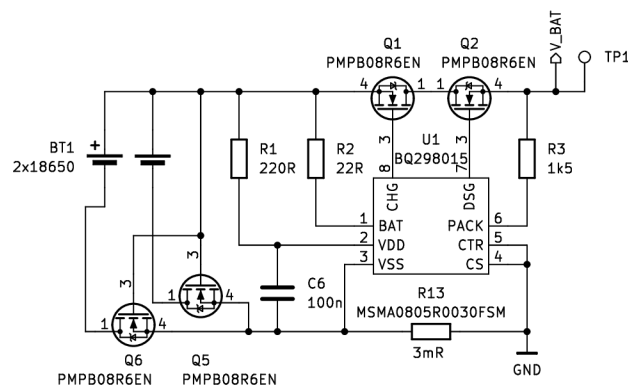 Q1
PMPB08R6EN
Q2
PMPB08R6EN
V_BAT
TP1
4
1
1
4
3
3
BT1
2x18650
+
R1
220R
R2
22R
U1
BQ298015
R3
1k5
8
7
CHG
DSG
1
BAT
PACK
6
2
VDD
CTR
5
3
VSS
CS
4
3
3
1
4
1
4
C6
100n
R13
MSMA0805R0030FSM
3mR
GND
Q6
PMPB08R6EN
Q5
PMPB08R6EN